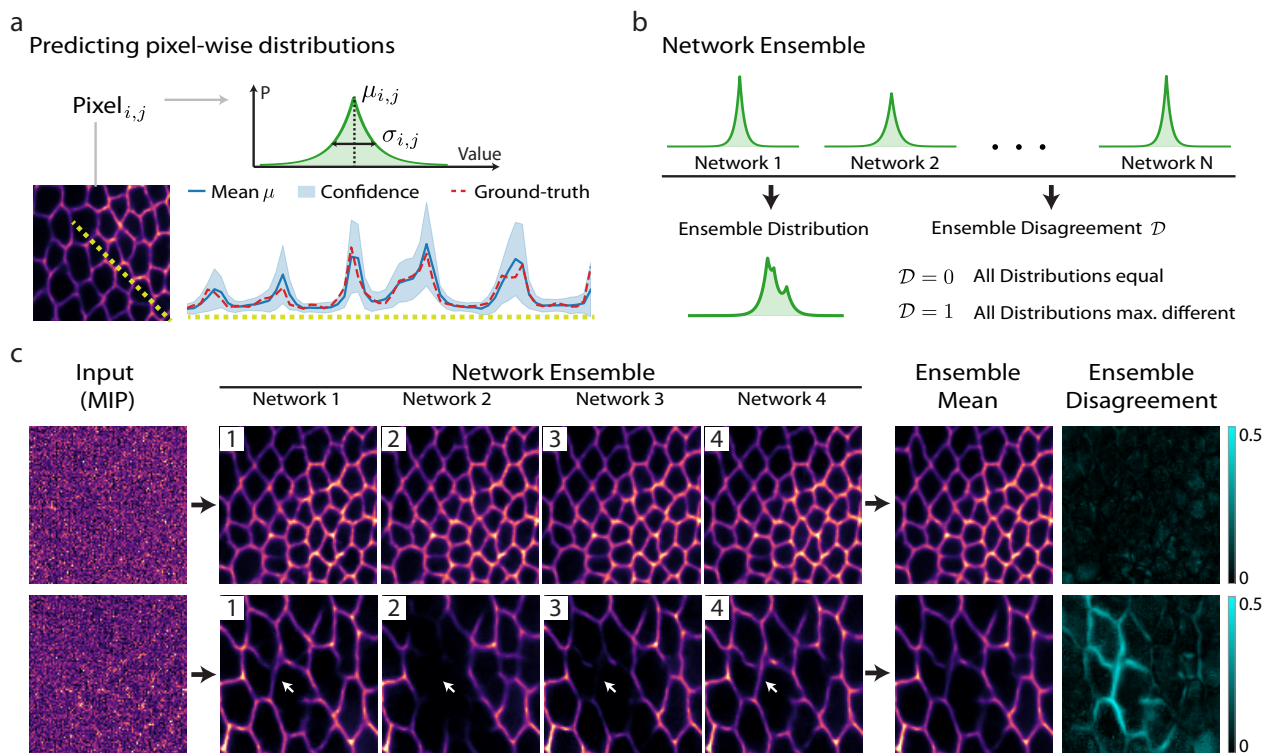 a
Predicting pixel-wise distributions
Pixel i,j
P
μ i,j
σ i,j
Value
Mean μ
Confidence
Ground-truth
b
Network Ensemble
Network 1
Network 2
• • •
Network N
Ensemble Distribution
Ensemble Disagreement 𝒟
𝒟 = 0 All Distributions equal
𝒟 = 1 All Distributions max. different
c
Input
(MIP)
Network Ensemble
Network 1
Network 2
Network 3
Network 4
Ensemble
Mean
Ensemble
Disagreement
1
2
3
4
0.5
0
1
2
3
4
0.5
0